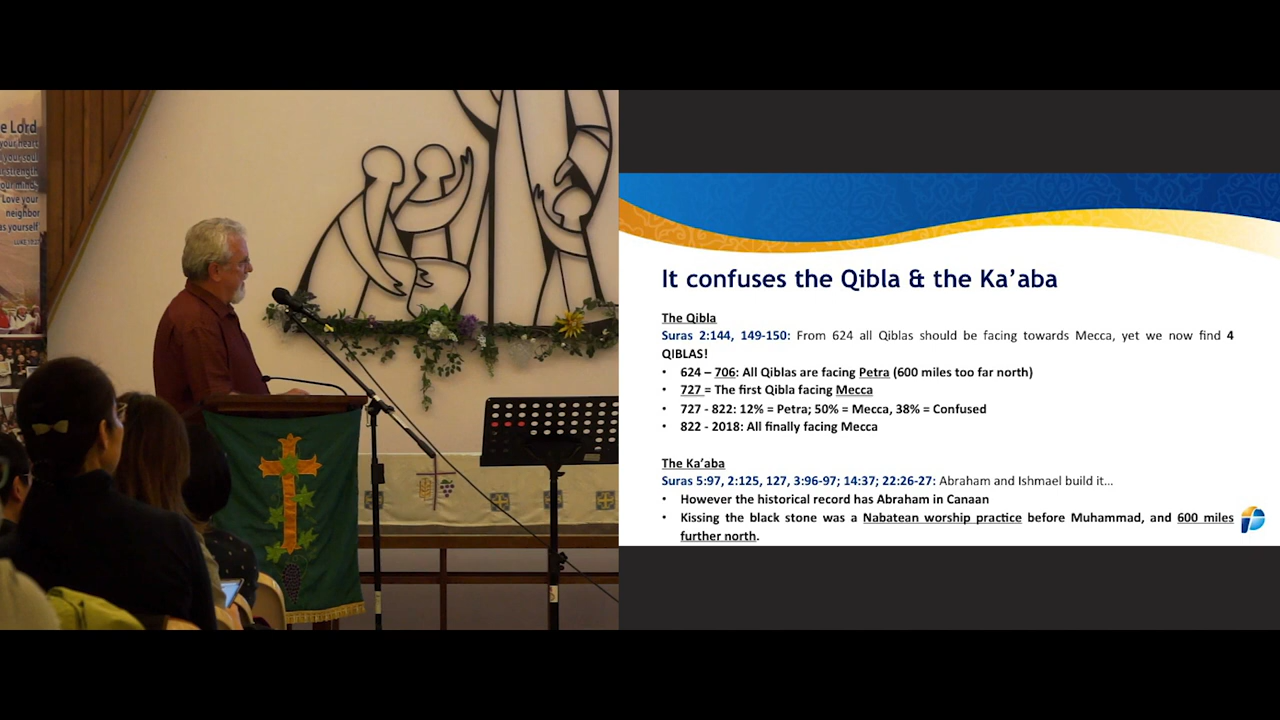 e Lord
your heart
your soul
strength
our mind;
Love your
neighbor
as yourself
LUKE 10:27
It confuses the Qibla & the Ka’aba
The Qibla
Suras 2:144, 149-150: From 624 all Qiblas should be facing towards Mecca, yet we now find 4
QIBLAS!
• 624 – 706: All Qiblas are facing Petra (600 miles too far north)
• 727 = The first Qibla facing Mecca
• 727 - 822: 12% = Petra; 50% = Mecca, 38% = Confused
• 822 - 2018: All finally facing Mecca
The Ka’aba
Suras 5:97, 2:125, 127, 3:96-97; 14:37; 22:26-27: Abraham and Ishmael build it…
• However the historical record has Abraham in Canaan
• Kissing the black stone was a Nabatean worship practice before Muhammad, and 600 miles
further north.